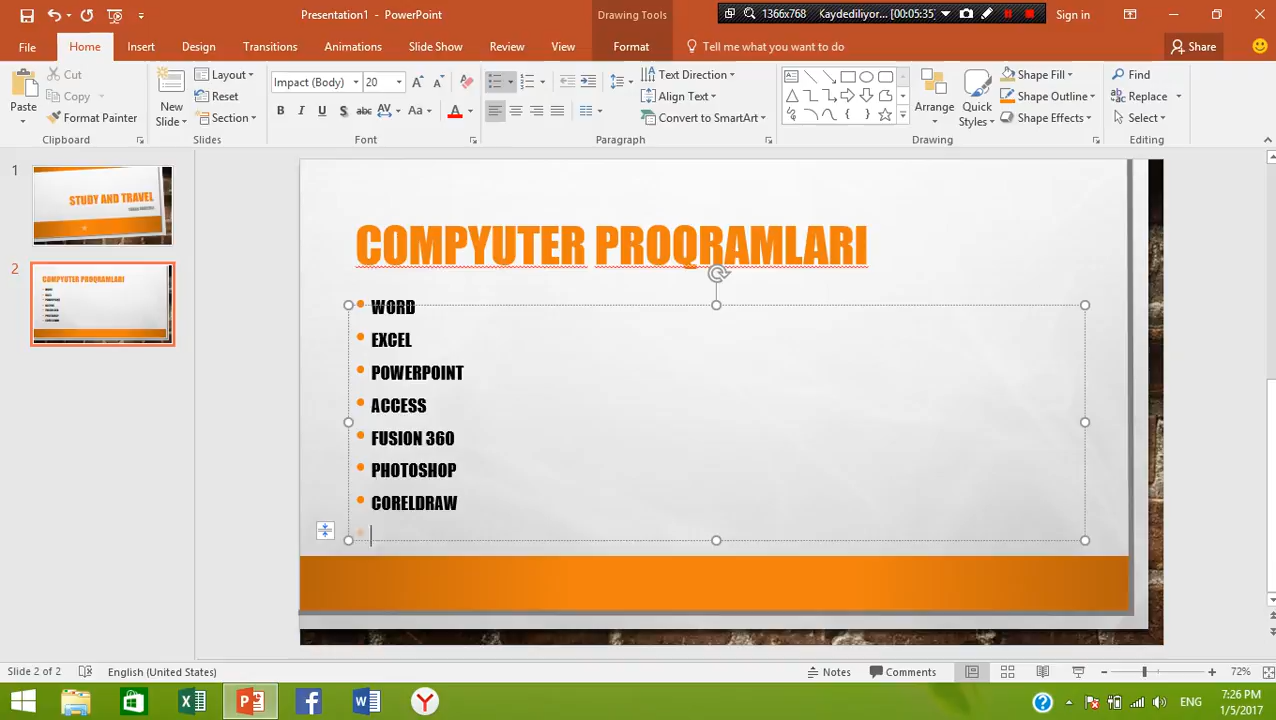 Presentation1 - PowerPoint
Drawing Tools
1366x768
Kaydediliyor... [00:05:35]
Sign in
File
Home
Insert
Design
Transitions
Animations
Slide Show
Review
View
Format
Tell me what you want to do
Share
Paste
Cut
Copy
Format Painter
Clipboard
New
Slide
Layout
Reset
Section
Slides
Impact (Body)
20
Font
Text Direction
Align Text
Convert to SmartArt
Paragraph
Arrange
Quick
Styles
Shape Fill
Shape Outline
Shape Effects
Drawing
Find
Replace
Select
Editing
1
STUDY AND TRAVEL
2
COMPYUTER PROQRAMLARI
WORD
EXCEL
POWERPOINT
ACCESS
FUSION 360
PHOTOSHOP
CORELDRAW
Slide 2 of 2
English (United States)
Notes
Comments
72%
ENG
7:26 PM
1/5/2017